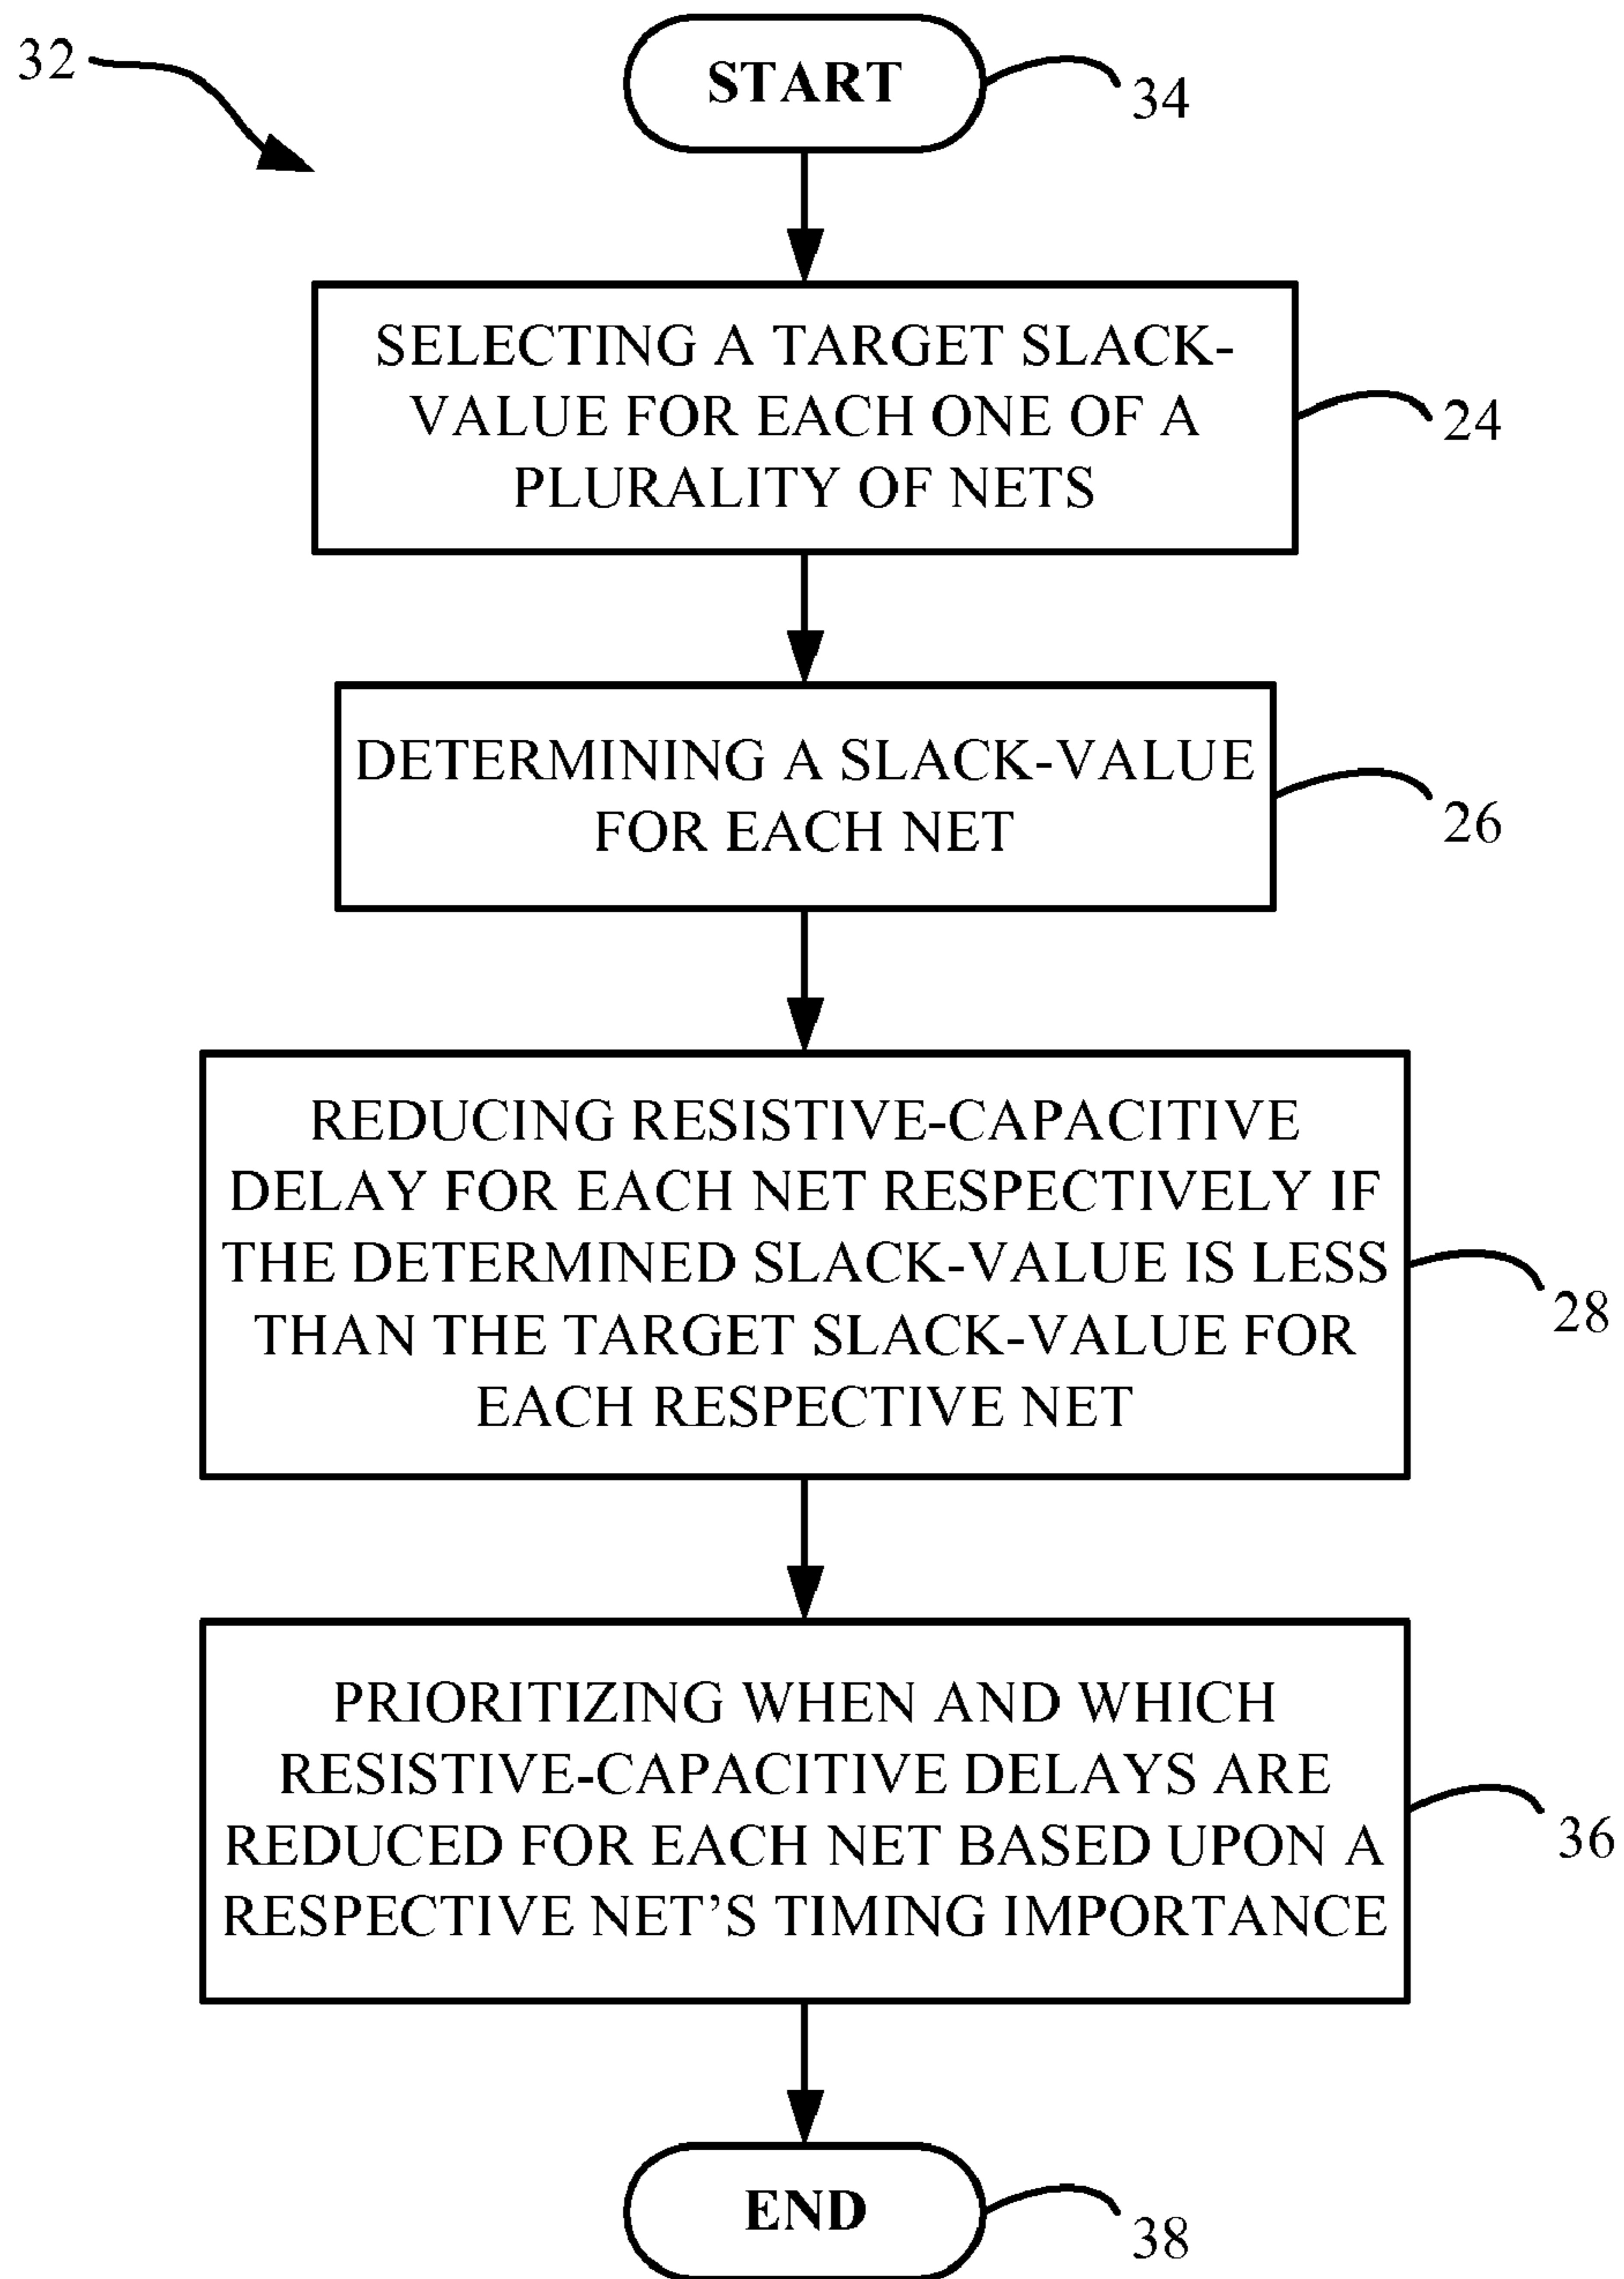 32
START
34
SELECTING A TARGET SLACK-
VALUE FOR EACH ONE OF A
PLURALITY OF NETS
24
DETERMINING A SLACK-VALUE
FOR EACH NET
26
REDUCING RESISTIVE-CAPACITIVE
DELAY FOR EACH NET RESPECTIVELY IF
THE DETERMINED SLACK-VALUE IS LESS
THAN THE TARGET SLACK-VALUE FOR
EACH RESPECTIVE NET
28
PRIORITIZING WHEN AND WHICH
RESISTIVE-CAPACITIVE DELAYS ARE
REDUCED FOR EACH NET BASED UPON A
RESPECTIVE NET’S TIMING IMPORTANCE
36
END
38